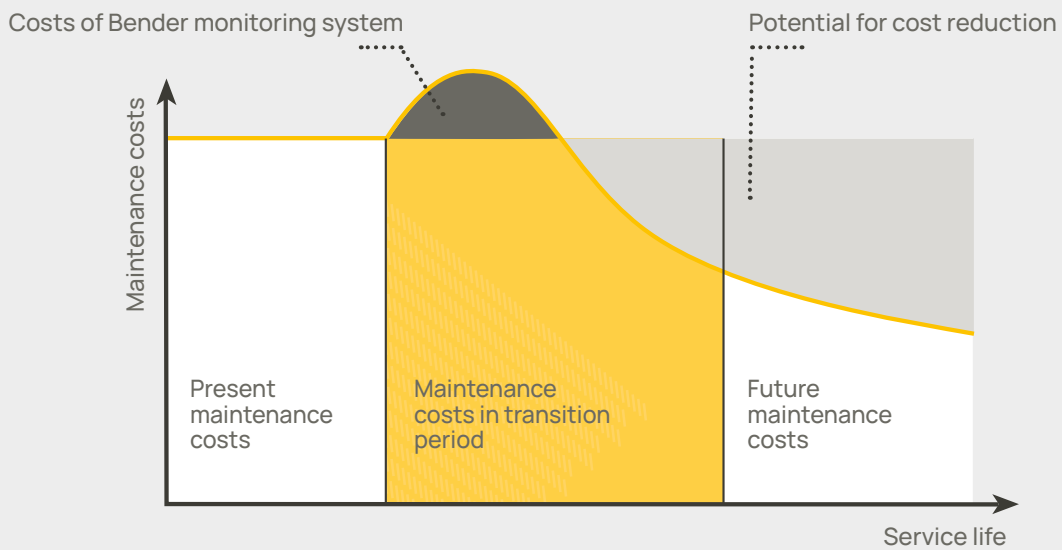 Costs of Bender monitoring system
Potential for cost reduction
Maintenance costs
Present
maintenance
costs
Maintenance
costs in transition
period
Future
maintenance
costs
Service life